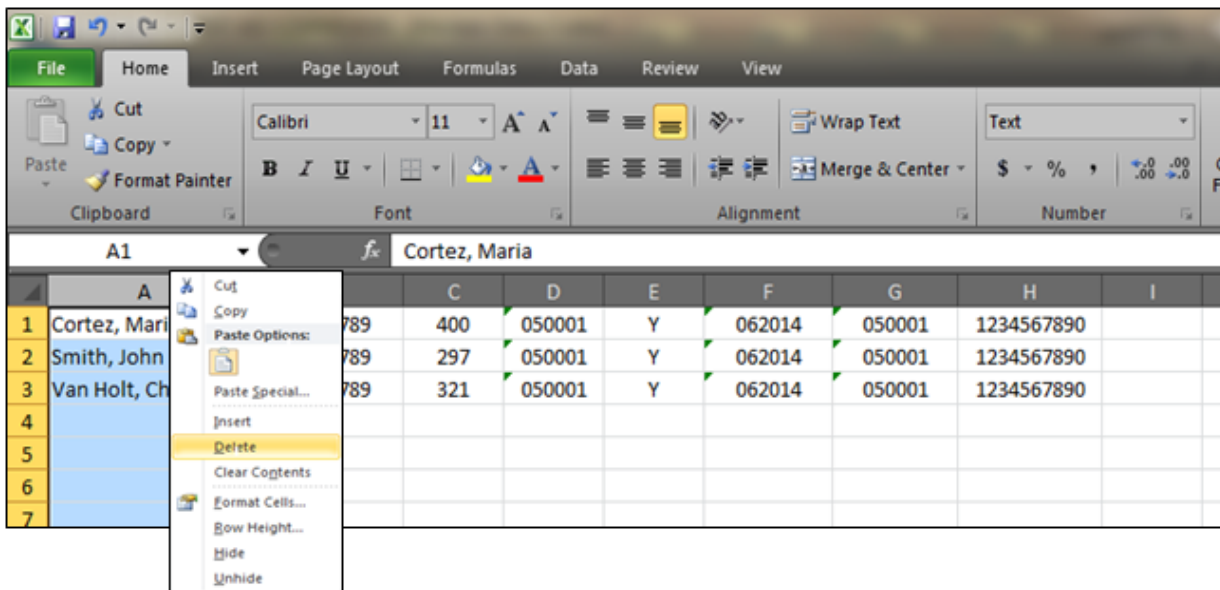 File Home Insert Page Layout Formulas Data Review View
Cut
Copy
Paste
Format Painter
Clipboard
Calibri 11 A A
B I U A
Font
Wrap Text
Merge & Center
Alignment
Text
$ % , .0 .00 .00 .0
Number
A1 fx Cortez, Maria
A C D E F G H I
1 Cortez, Mari 789 400 050001 Y 062014 050001 1234567890
2 Smith, John 789 297 050001 Y 062014 050001 1234567890
3 Van Holt, Ch 789 321 050001 Y 062014 050001 1234567890
4
5
6
7
Cut
Copy
Paste Options:
Paste Special...
Insert
Delete
Clear Contents
Format Cells...
Row Height...
Hide
Unhide